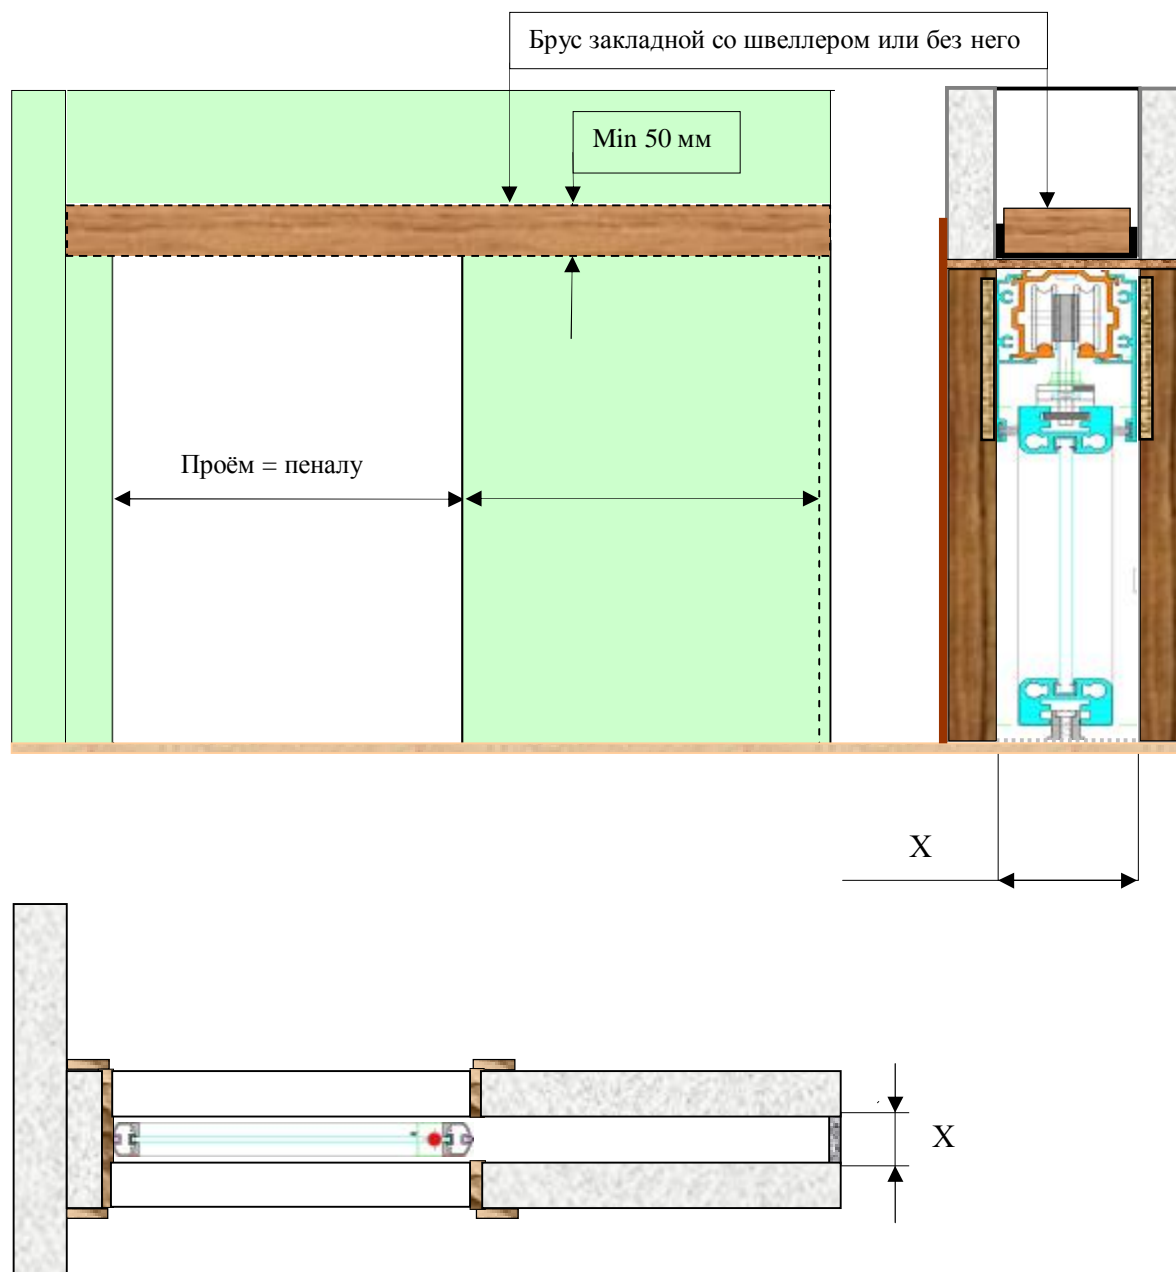 Брус закладной со швеллером или без него
Min 50 мм
Проём = пеналу
X
X